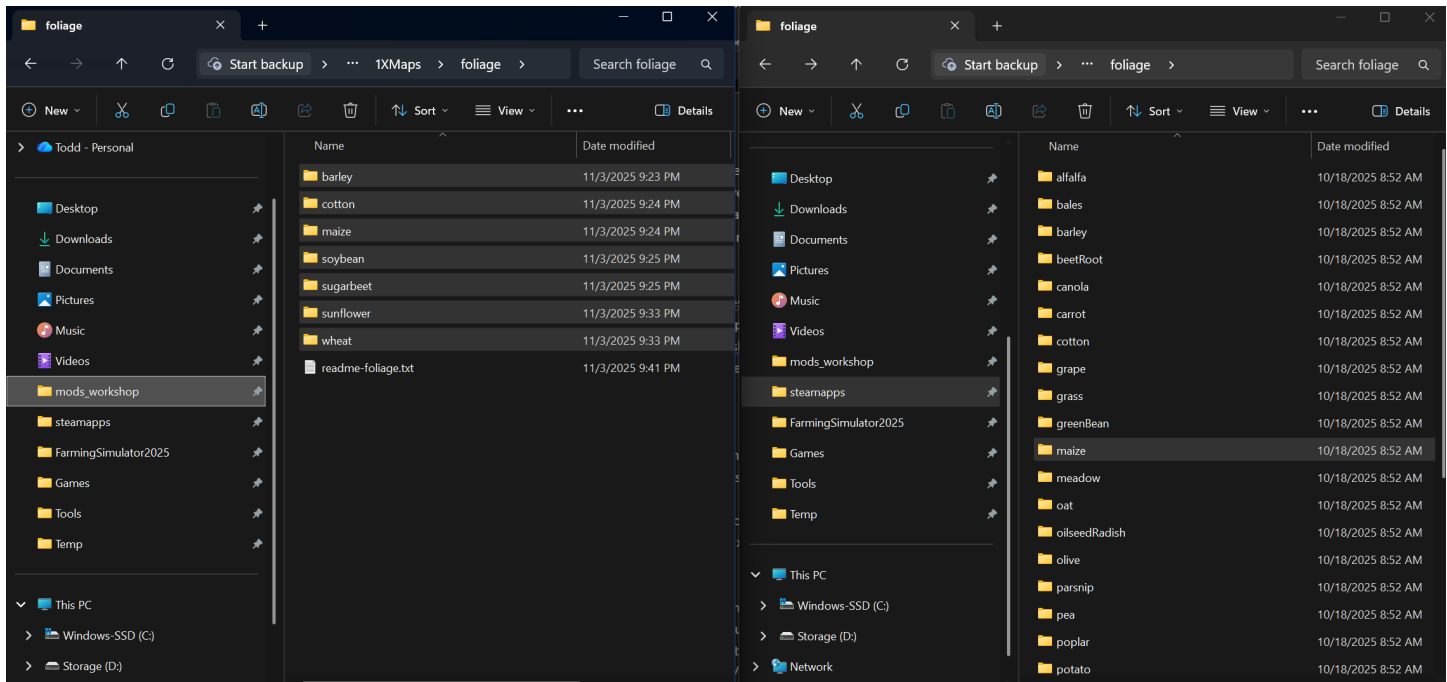 foliage
Start backup
1XMaps
foliage
Search foliage
New
Sort
View
Details
Todd - Personal
Desktop
Downloads
Documents
Pictures
Music
Videos
mods_workshop
steamapps
FarmingSimulator2025
Games
Tools
Temp
This PC
Windows-SSD (C:)
Storage (D:)
Name Date modified
barley 11/3/2025 9:23 PM
cotton 11/3/2025 9:24 PM
maize 11/3/2025 9:24 PM
soybean 11/3/2025 9:25 PM
sugarbeet 11/3/2025 9:25 PM
sunflower 11/3/2025 9:33 PM
wheat 11/3/2025 9:33 PM
readme-foliage.txt 11/3/2025 9:41 PM
foliage
Start backup
foliage
Search foliage
New
Sort
View
Details
Desktop
Downloads
Documents
Pictures
Music
Videos
mods_workshop
steamapps
FarmingSimulator2025
Games
Tools
Temp
This PC
Windows-SSD (C:)
Storage (D:)
Network
Name Date modified
alfalfa 10/18/2025 8:52 AM
bales 10/18/2025 8:52 AM
barley 10/18/2025 8:52 AM
beetRoot 10/18/2025 8:52 AM
canola 10/18/2025 8:52 AM
carrot 10/18/2025 8:52 AM
cotton 10/18/2025 8:52 AM
grape 10/18/2025 8:52 AM
grass 10/18/2025 8:52 AM
greenBean 10/18/2025 8:52 AM
maize 10/18/2025 8:52 AM
meadow 10/18/2025 8:52 AM
oat 10/18/2025 8:52 AM
oilseedRadish 10/18/2025 8:52 AM
olive 10/18/2025 8:52 AM
parsnip 10/18/2025 8:52 AM
pea 10/18/2025 8:52 AM
poplar 10/18/2025 8:52 AM
potato 10/18/2025 8:52 AM